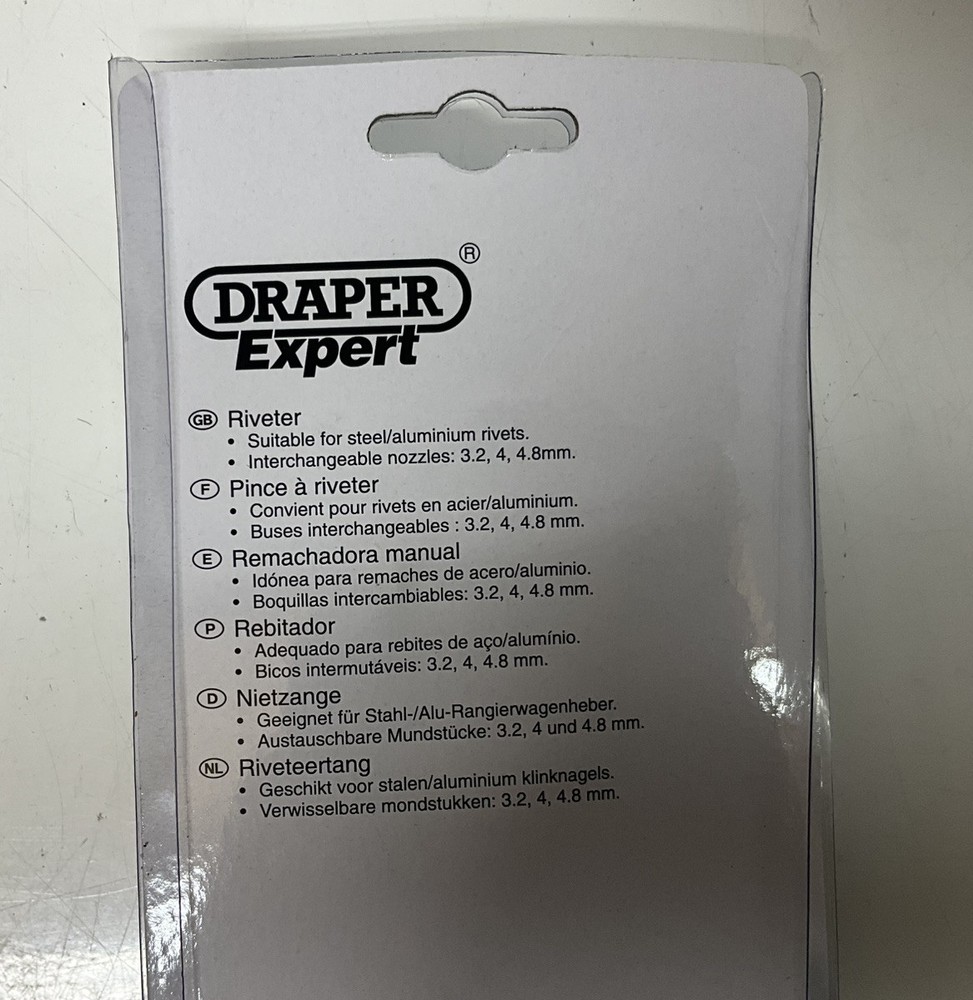 DRAPER®
Expert
GB Riveter
• Suitable for steel/aluminium rivets.
• Interchangeable nozzles: 3.2, 4, 4.8mm.
F Pince à riveter
• Convient pour rivets en acier/aluminium.
• Buses interchangeables : 3.2, 4, 4.8 mm.
E Remachadora manual
• Idónea para remaches de acero/aluminio.
• Boquillas intercambiables: 3.2, 4, 4.8 mm.
P Rebitador
• Adequado para rebites de aço/alumínio.
• Bicos intermutáveis: 3.2, 4, 4.8 mm.
D Nietzange
• Geeignet für Stahl-/Alu-Rangierwagenheber.
• Austauschbare Mundstücke: 3.2, 4 und 4.8 mm.
NL Riveteertang
• Geschikt voor stalen/aluminium klinknagels.
• Verwisselbare mondstukken: 3.2, 4, 4.8 mm.